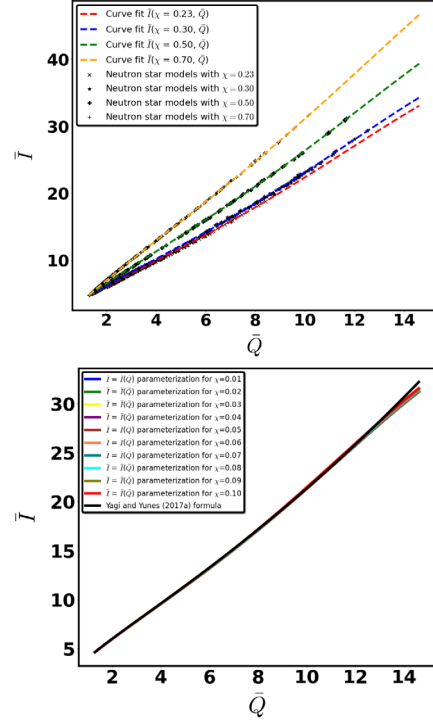 Curve fit Ī(χ = 0.23, Q̄)
Curve fit Ī(χ = 0.30, Q̄)
Curve fit Ī(χ = 0.50, Q̄)
Curve fit Ī(χ = 0.70, Q̄)
Neutron star models with χ = 0.23
Neutron star models with χ = 0.30
Neutron star models with χ = 0.50
Neutron star models with χ = 0.70
40
30
20
10
Ī
2 4 6 8 10 12 14
Q̄
Ī = Ī(Q̄) parameterization for χ=0.01
Ī = Ī(Q̄) parameterization for χ=0.02
Ī = Ī(Q̄) parameterization for χ=0.03
Ī = Ī(Q̄) parameterization for χ=0.04
Ī = Ī(Q̄) parameterization for χ=0.05
Ī = Ī(Q̄) parameterization for χ=0.06
Ī = Ī(Q̄) parameterization for χ=0.07
Ī = Ī(Q̄) parameterization for χ=0.08
Ī = Ī(Q̄) parameterization for χ=0.09
Ī = Ī(Q̄) parameterization for χ=0.10
Yagi and Yunes (2017a) formula
30
25
20
15
10
5
Ī
2 4 6 8 10 12 14
Q̄